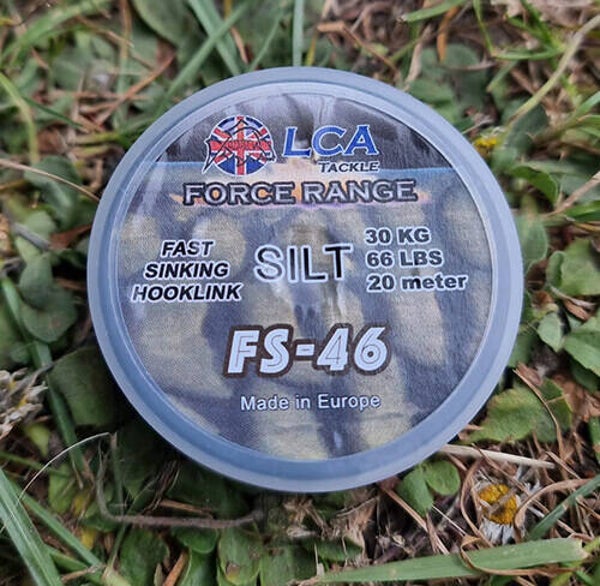 LCA
TACKLE
FORCE RANGE
FAST
SINKING
HOOKLINK
SILT
30 KG
66 LBS
20 meter
FS-46
Made in Europe